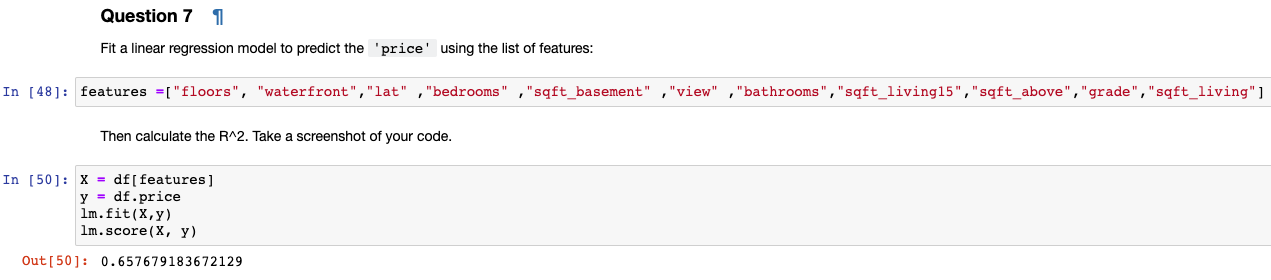 Question 7 ¶
Fit a linear regression model to predict the 'price' using the list of features:
In [48]: features =["floors", "waterfront","lat" ,"bedrooms" ,"sqft_basement" ,"view" ,"bathrooms","sqft_living15","sqft_above","grade","sqft_living"]
Then calculate the R^2. Take a screenshot of your code.
In [50]: X = df[features]
y = df.price
lm.fit(X,y)
lm.score(X, y)
Out[50]: 0.657679183672129